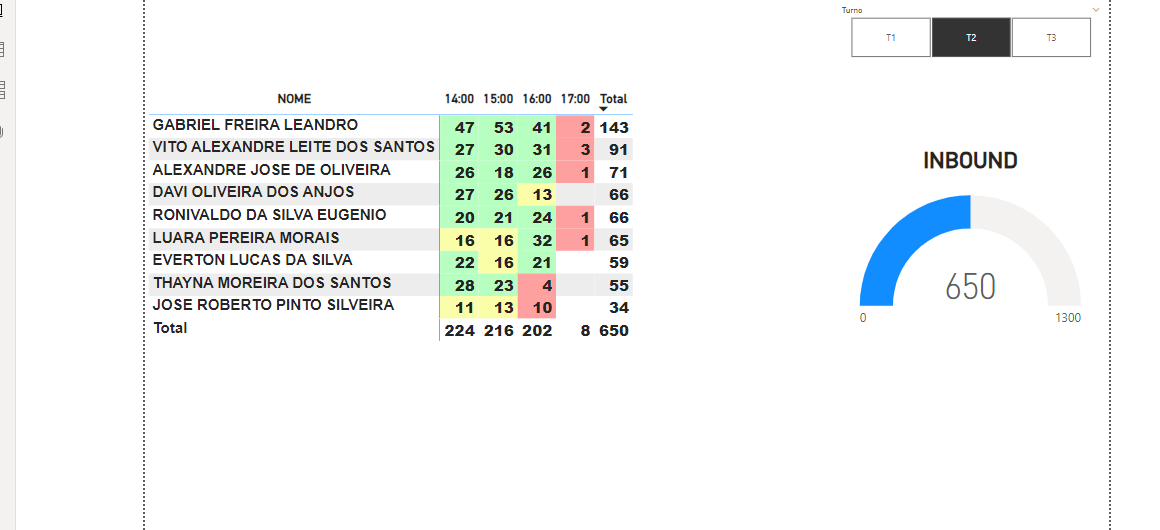 Turno
T1 T2 T3
NOME 14:00 15:00 16:00 17:00 Total
GABRIEL FREIRA LEANDRO 47 53 41 2 143
VITO ALEXANDRE LEITE DOS SANTOS 27 30 31 3 91
ALEXANDRE JOSE DE OLIVEIRA 26 18 26 1 71
DAVI OLIVEIRA DOS ANJOS 27 26 13 66
RONIVALDO DA SILVA EUGENIO 20 21 24 1 66
LUARA PEREIRA MORAIS 16 16 32 1 65
EVERTON LUCAS DA SILVA 22 16 21 59
THAYNA MOREIRA DOS SANTOS 28 23 4 55
JOSE ROBERTO PINTO SILVEIRA 11 13 10 34
Total 224 216 202 8 650
INBOUND
650
0 1300